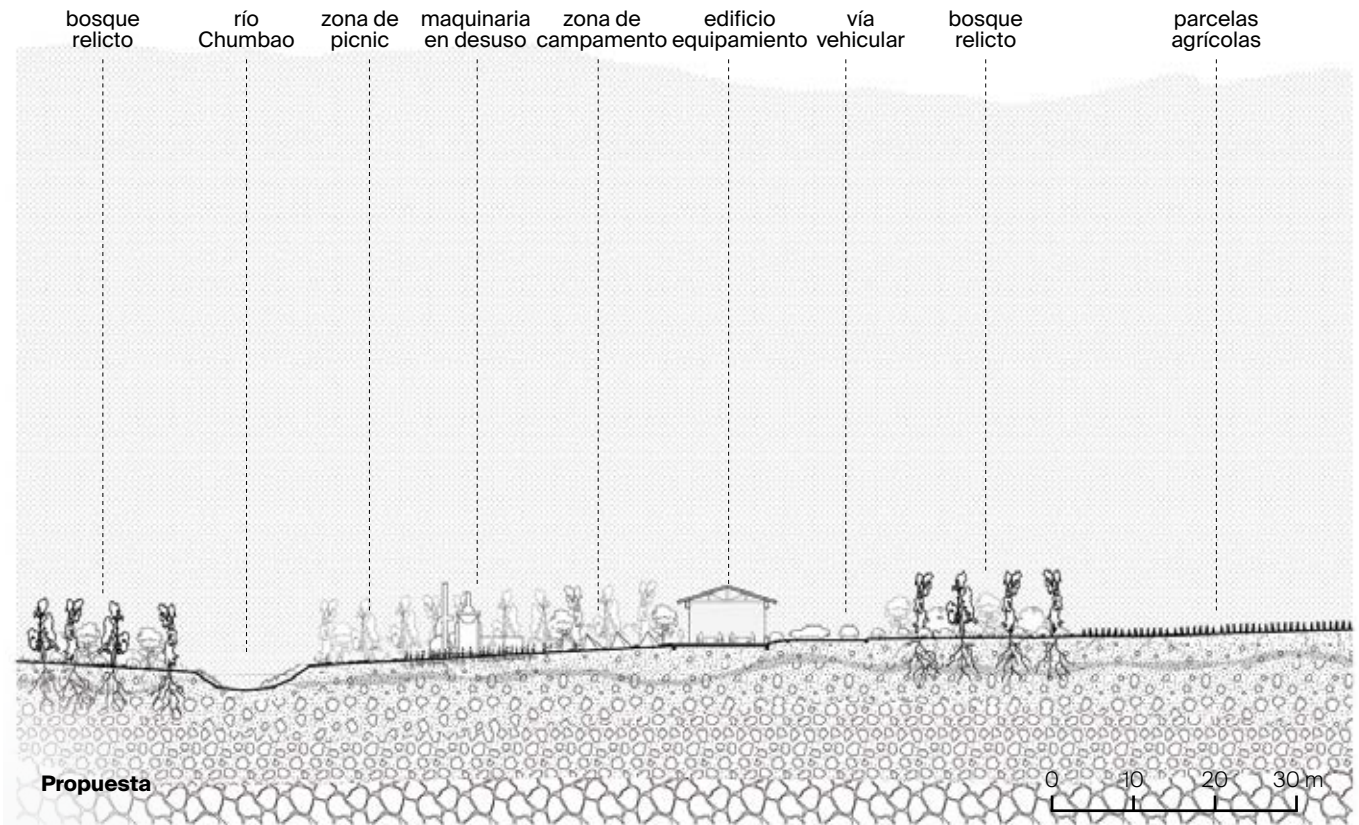 bosque
relicto
río
Chumbao
zona de
picnic
maquinaria
en desuso
zona de
campamento
edificio
equipamiento
vía
vehicular
bosque
relicto
parcelas
agrícolas
Propuesta
0 10 20 30 m